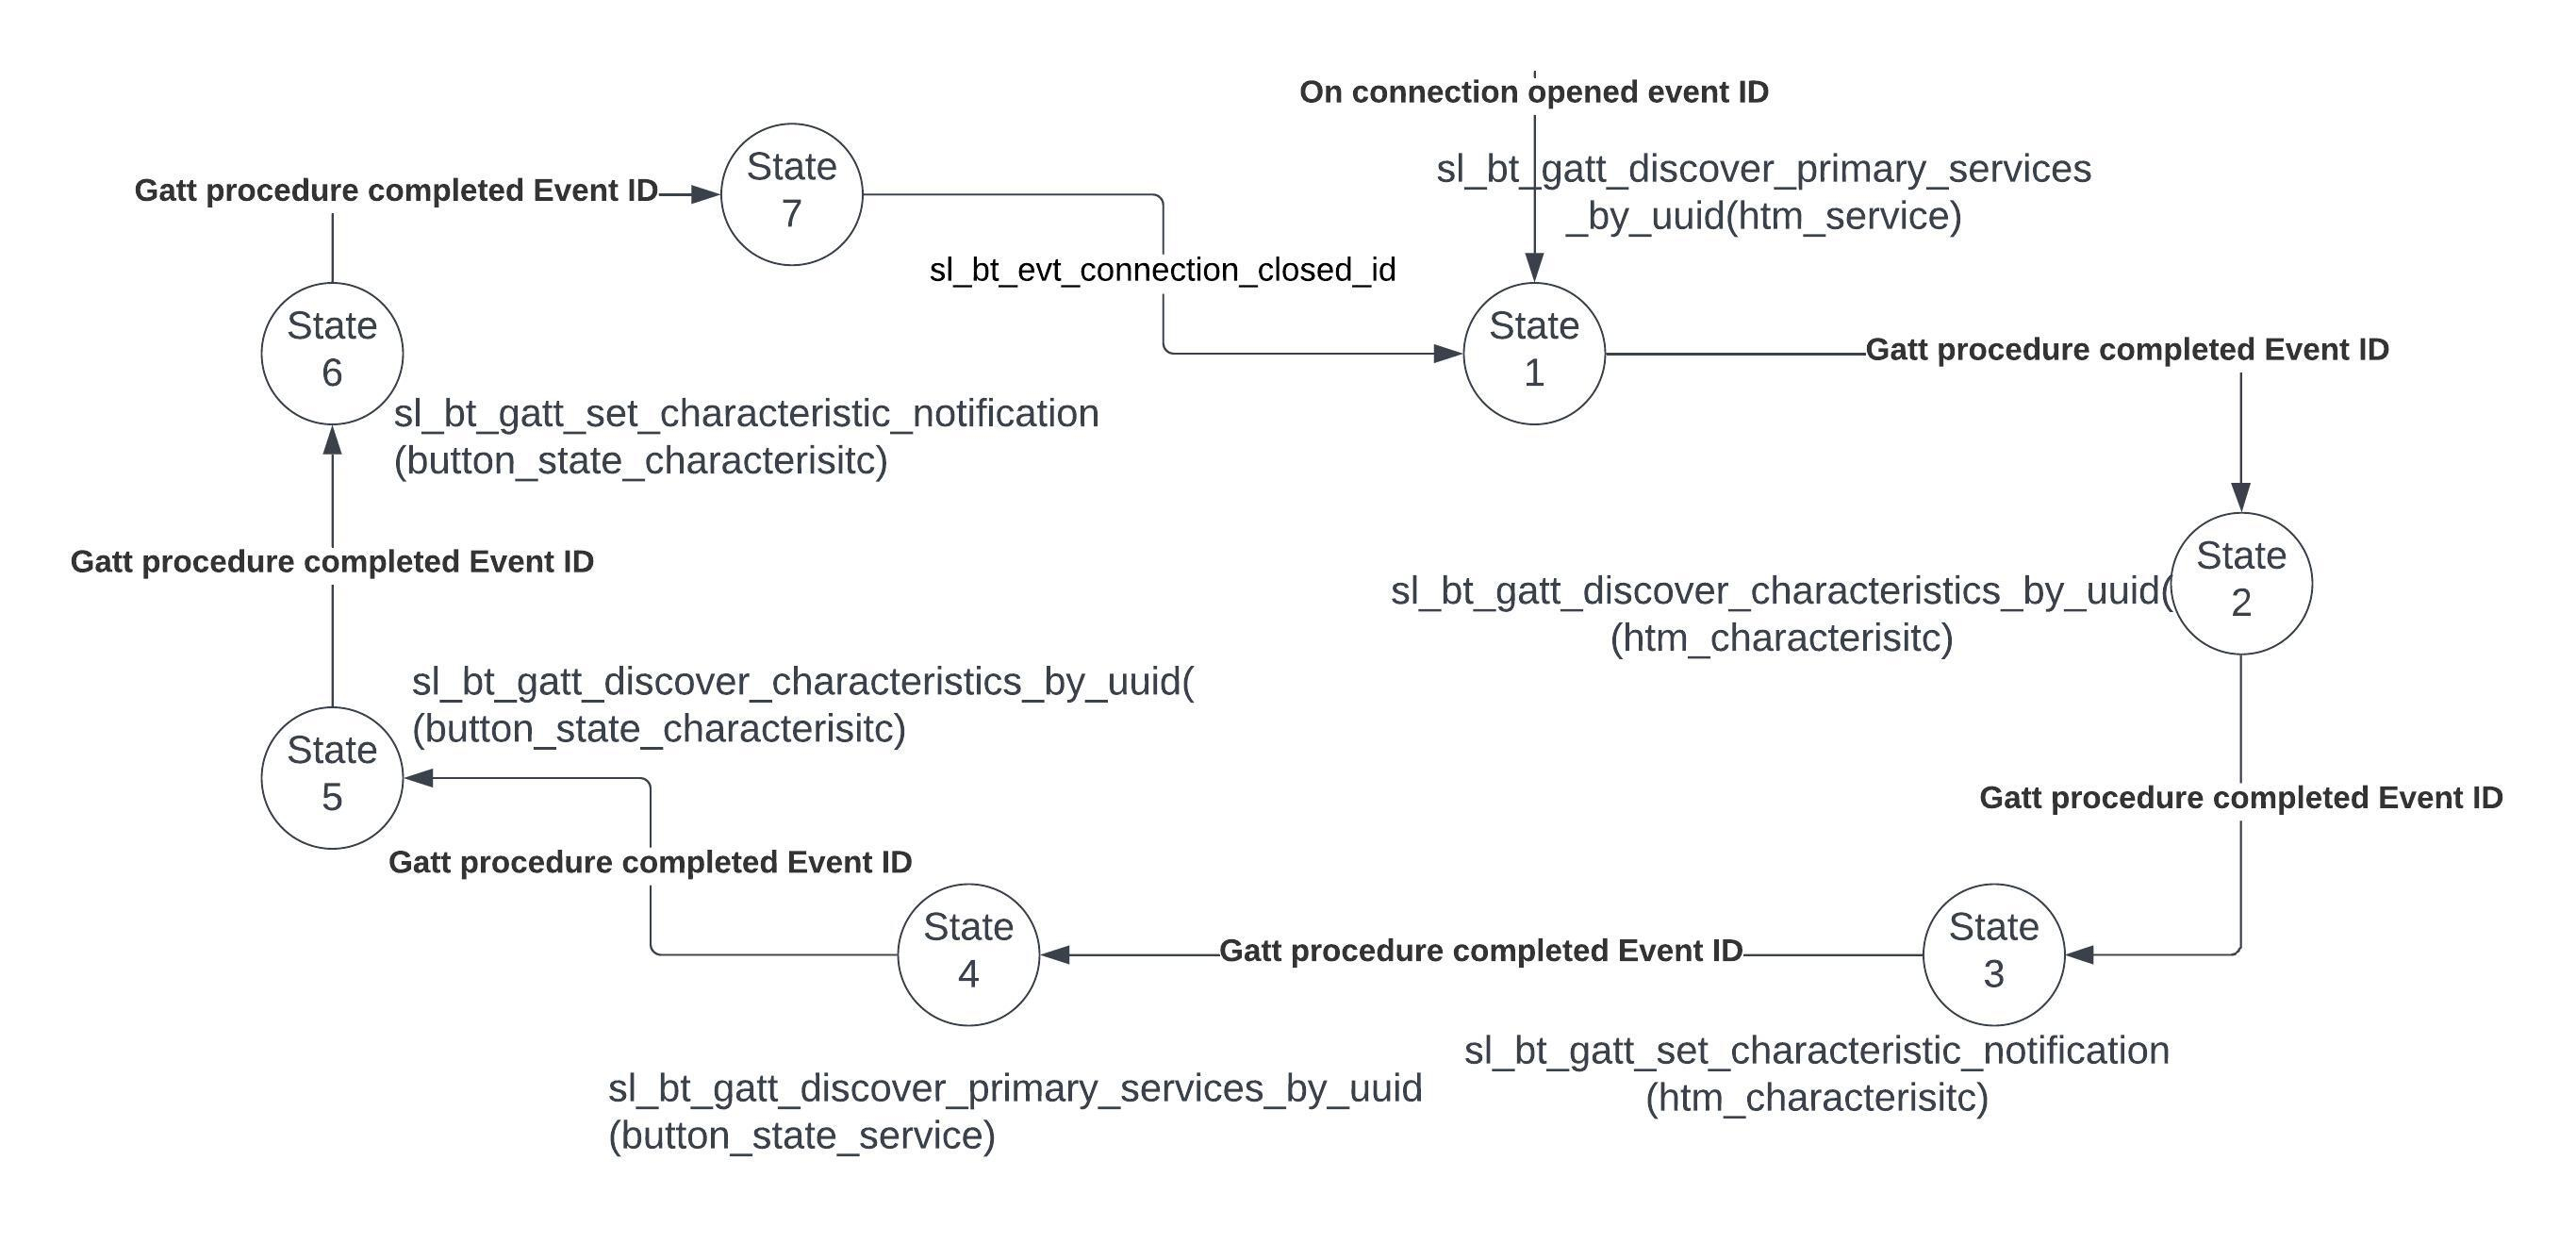 On connection opened event ID
sl_bt_gatt_discover_primary_services
_by_uuid(htm_service)
Gatt procedure completed Event ID
State
7
sl_bt_evt_connection_closed_id
State
6
State
1
Gatt procedure completed Event ID
sl_bt_gatt_set_characteristic_notification
(button_state_characterisitc)
Gatt procedure completed Event ID
sl_bt_gatt_discover_characteristics_by_uuid(
(htm_characterisitc)
State
2
sl_bt_gatt_discover_characteristics_by_uuid(
(button_state_characterisitc)
State
5
Gatt procedure completed Event ID
Gatt procedure completed Event ID
State
4
Gatt procedure completed Event ID
State
3
sl_bt_gatt_set_characteristic_notification
(htm_characterisitc)
sl_bt_gatt_discover_primary_services_by_uuid
(button_state_service)